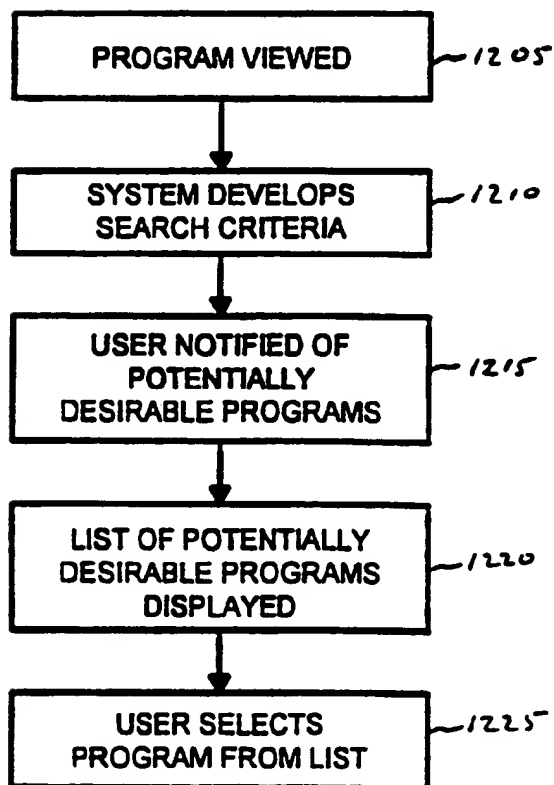 PROGRAM VIEWED
1205
SYSTEM DEVELOPS
SEARCH CRITERIA
1210
USER NOTIFIED OF
POTENTIALLY
DESIRABLE PROGRAMS
1215
LIST OF POTENTIALLY
DESIRABLE PROGRAMS
DISPLAYED
1220
USER SELECTS
PROGRAM FROM LIST
1225